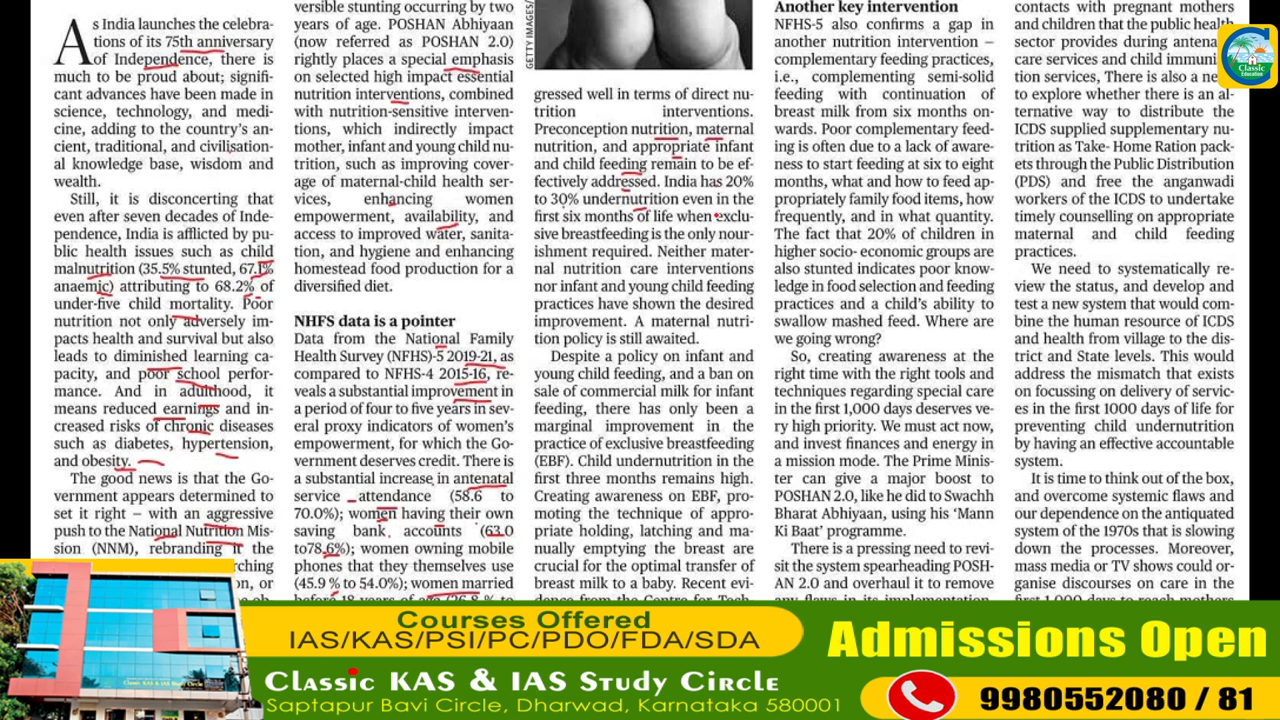 As India launches the celebra-
tions of its 75th anniversary
of Independence, there is
much to be proud about; signifi-
cant advances have been made in
science, technology, and medi-
cine, adding to the country's an-
cient, traditional, and civilisation-
al knowledge base, wisdom and
wealth.
Still, it is disconcerting that
even after seven decades of Inde-
pendence, India is afflicted by pu-
blic health issues such as child
malnutrition (35.5% stunted, 67.1%
anaemic) attributing to 68.2% of
under-five child mortality. Poor
nutrition not only adversely im-
pacts health and survival but also
leads to diminished learning ca-
pacity, and poor school perfor-
mance. And in adulthood, it
means reduced earnings and in-
creased risks of chronic diseases
such as diabetes, hypertension,
and obesity.
The good news is that the Go-
vernment appears determined to
set it right – with an aggressive
push to the National Nutrition Mis-
sion (NNM), rebranding it the
rching
on, or
versible stunting occurring by two
years of age. POSHAN Abhiyaan
(now referred as POSHAN 2.0)
rightly places a special emphasis
on selected high impact essential
nutrition interventions, combined
with nutrition-sensitive interven-
tions, which indirectly impact
mother, infant and young child nu-
trition, such as improving cover-
age of maternal-child health ser-
vices, enhancing women
empowerment, availability, and
access to improved water, sanita-
tion, and hygiene and enhancing
homestead food production for a
diversified diet.
NHFS data is a pointer
Data from the National Family
Health Survey (NFHS)-5 2019-21, as
compared to NFHS-4 2015-16, re-
veals a substantial improvement in
a period of four to five years in sev-
eral proxy indicators of women's
empowerment, for which the Go-
vernment deserves credit. There is
a substantial increase in antenatal
service attendance (58.6 to
70.0%); women having their own
saving bank accounts (63.0
to78.6%); women owning mobile
phones that they themselves use
(45.9 % to 54.0%); women married
before 18 years of age (26.8 % to
GETTY IMAGES/
gressed well in terms of direct nu-
trition interventions.
Preconception nutrition, maternal
nutrition, and appropriate infant
and child feeding remain to be ef-
fectively addressed. India has 20%
to 30% undernutrition even in the
first six months of life when exclu-
sive breastfeeding is the only nour-
ishment required. Neither mater-
nal nutrition care interventions
nor infant and young child feeding
practices have shown the desired
improvement. A maternal nutri-
tion policy is still awaited.
Despite a policy on infant and
young child feeding, and a ban on
sale of commercial milk for infant
feeding, there has only been a
marginal improvement in the
practice of exclusive breastfeeding
(EBF). Child undernutrition in the
first three months remains high.
Creating awareness on EBF, pro-
moting the technique of appro-
priate holding, latching and ma-
nually emptying the breast are
crucial for the optimal transfer of
breast milk to a baby. Recent evi-
dence from the Centre for Tech-
Another key intervention
NFHS-5 also confirms a gap in
another nutrition intervention –
complementary feeding practices,
i.e., complementing semi-solid
feeding with continuation of
breast milk from six months on-
wards. Poor complementary feed-
ing is often due to a lack of aware-
ness to start feeding at six to eight
months, what and how to feed ap-
propriately family food items, how
frequently, and in what quantity.
The fact that 20% of children in
higher socio- economic groups are
also stunted indicates poor know-
ledge in food selection and feeding
practices and a child's ability to
swallow mashed feed. Where are
we going wrong?
So, creating awareness at the
right time with the right tools and
techniques regarding special care
in the first 1,000 days deserves ve-
ry high priority. We must act now,
and invest finances and energy in
a mission mode. The Prime Minis-
ter can give a major boost to
POSHAN 2.0, like he did to Swachh
Bharat Abhiyaan, using his 'Mann
Ki Baat' programme.
There is a pressing need to revi-
sit the system spearheading POSH-
AN 2.0 and overhaul it to remove
any flaws in its implementation.
contacts with pregnant mothers
and children that the public health
sector provides during antena-
care services and child immuni-
tion services, There is also a ne
to explore whether there is an al-
ternative way to distribute the
ICDS supplied supplementary nu-
trition as Take- Home Ration pack-
ets through the Public Distribution
(PDS) and free the anganwadi
workers of the ICDS to undertake
timely counselling on appropriate
maternal and child feeding
practices.
We need to systematically re-
view the status, and develop and
test a new system that would com-
bine the human resource of ICDS
and health from village to the dis-
trict and State levels. This would
address the mismatch that exists
on focussing on delivery of servic-
es in the first 1000 days of life for
preventing child undernutrition
by having an effective accountable
system.
It is time to think out of the box,
and overcome systemic flaws and
our dependence on the antiquated
system of the 1970s that is slowing
down the processes. Moreover,
mass media or TV shows could or-
ganise discourses on care in the
first 1,000 days to reach mothers
Classic
Education
Courses Offered
IAS/KAS/PSI/PC/PDO/FDA/SDA
Classic KAS & IAS Study Circle
Saptapur Bavi Circle, Dharwad, Karnataka 580001
Admissions Open
9980552080 / 81